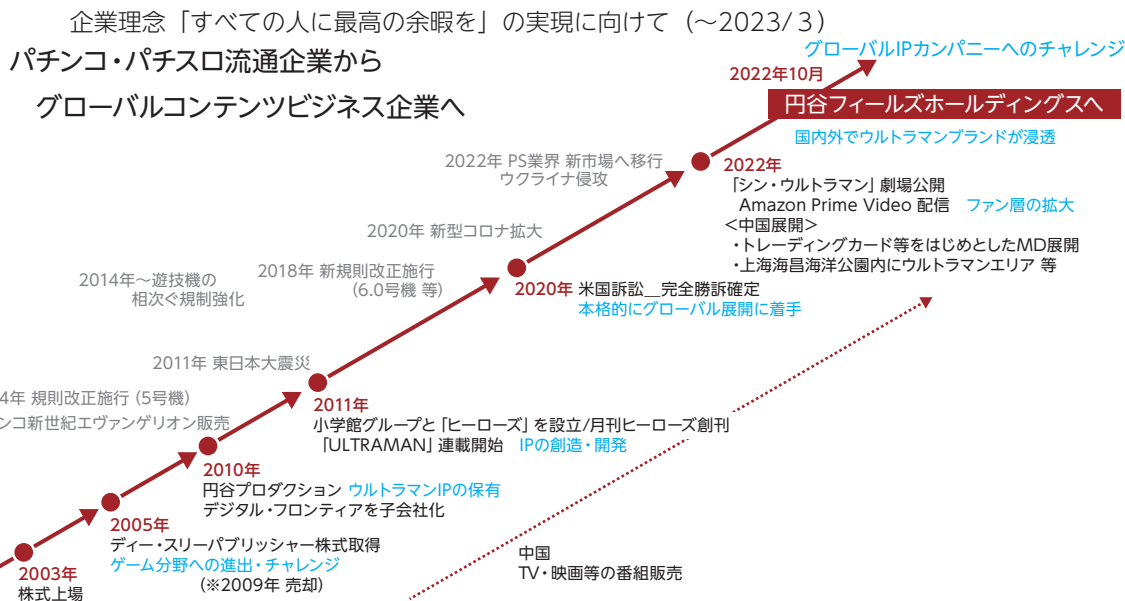 企業理念「すべての人に最高の余暇を」の実現に向けて（～2023/３）
パチンコ・パチスロ流通企業から
グローバルコンテンツビジネス企業へ
グローバルIPカンパニーへのチャレンジ
2022年10月
円谷フィールズホールディングスへ
国内外でウルトラマンブランドが浸透
2022年 PS業界 新市場へ移行
ウクライナ侵攻
2022年
「シン・ウルトラマン」劇場公開
Amazon Prime Video 配信 ファン層の拡大
＜中国展開＞
・トレーディングカード等をはじめとしたMD展開
・上海海昌海洋公園内にウルトラマンエリア 等
2020年 新型コロナ拡大
2018年 新規則改正施行
（6.0号機 等）
2014年～遊技機の
相次ぐ規制強化
2020年 米国訴訟＿完全勝訴確定
本格的にグローバル展開に着手
2011年 東日本大震災
4年 規則改正施行（5号機）
ンコ新世紀エヴァンゲリオン販売
2011年
小学館グループと「ヒーローズ」を設立/月刊ヒーローズ創刊
「ULTRAMAN」連載開始 IPの創造・開発
2010年
円谷プロダクション ウルトラマンIPの保有
デジタル・フロンティアを子会社化
2005年
ディー・スリーパブリッシャー株式取得
ゲーム分野への進出・チャレンジ
（※2009年 売却）
2003年
株式上場
中国
TV・映画等の番組販売